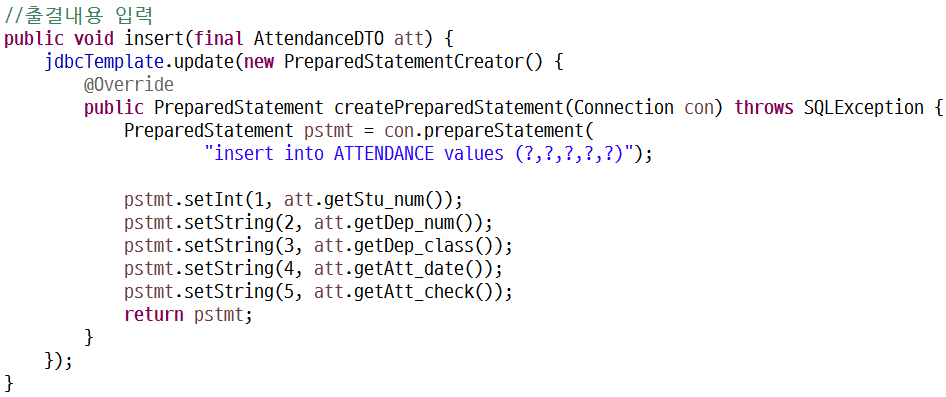 //출결내용 입력
public void insert(final AttendanceDTO att) {
jdbcTemplate.update(new PreparedStatementCreator() {
@Override
public PreparedStatement createPreparedStatement(Connection con) throws SQLException {
PreparedStatement pstmt = con.prepareStatement(
"insert into ATTENDANCE values (?,?,?,?,?)");
pstmt.setInt(1, att.getStu_num());
pstmt.setString(2, att.getDep_num());
pstmt.setString(3, att.getDep_class());
pstmt.setString(4, att.getAtt_date());
pstmt.setString(5, att.getAtt_check());
return pstmt;
}
});
}